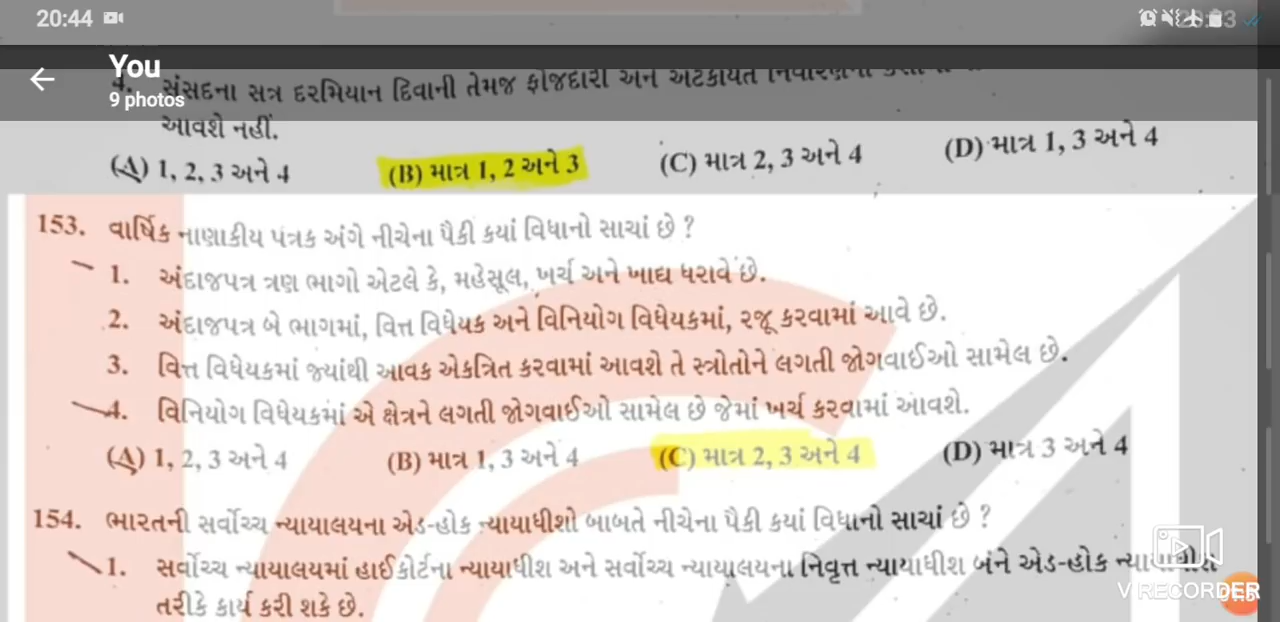 20:44
You
9 photos
સંસદના સત્ર દરમિયાન દિવાની તેમજ ફોજદારી અને અટકાયત
આવશે નહીં.
(A) 1, 2, 3 અને 4 (B) માત્ર 1, 2 અને 3 (C) માત્ર 2, 3 અને 4 (D) માત્ર 1, 3 અને 4
153. વાર્ષિક નાણાકીય પત્રક અંગે નીચેના પૈકી કયાં વિધાનો સાચાં છે ?
1. અંદાજપત્ર ત્રણ ભાગો એટલે કે, મહેસૂલ, ખર્ચ અને ખાદ્ય ધરાવે છે.
2. અંદાજપત્ર બે ભાગમાં, વિત્ત વિધેયક અને વિનિયોગ વિધેયકમાં, રજૂ કરવામાં આવે છે.
3. વિત્ત વિધેયકમાં જ્યાંથી આવક એકત્રિત કરવામાં આવશે તે સ્ત્રોતોને લગતી જોગવાઈઓ સામેલ છે.
4. વિનિયોગ વિધેયકમાં એ ક્ષેત્રને લગતી જોગવાઈઓ સામેલ છે જેમાં ખર્ચ કરવામાં આવશે.
(A) 1, 2, 3 અને 4 (B) માત્ર 1, 3 અને 4 (C) માત્ર 2, 3 અને 4 (D) માત્ર 3 અને 4
154. ભારતની સર્વોચ્ચ ન્યાયાલયના એડ-હોક ન્યાયાધીશો બાબતે નીચેના પૈકી કયાં વિધાનો સાચાં છે ?
1. સર્વોચ્ચ ન્યાયાલયમાં હાઈકોર્ટના ન્યાયાધીશ અને સર્વોચ્ચ ન્યાયાલયના નિવૃત્ત ન્યાયાધીશ બંને એડ-હોક
તરીકે કાર્ય કરી શકે છે.
V RECORDER